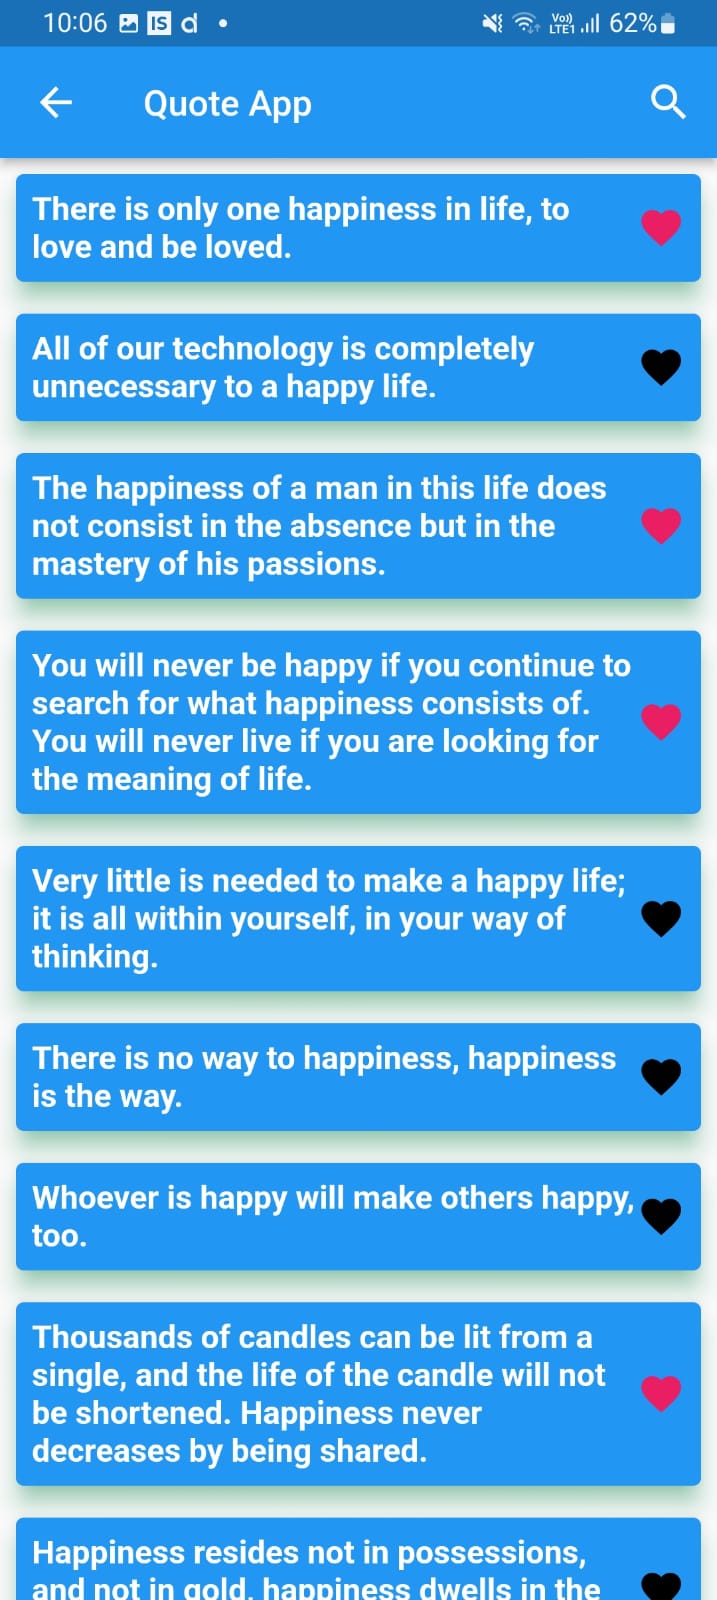 10:06 IS d
Vo)) LTE1 62%
Quote App
There is only one happiness in life, to
love and be loved.
All of our technology is completely
unnecessary to a happy life.
The happiness of a man in this life does
not consist in the absence but in the
mastery of his passions.
You will never be happy if you continue to
search for what happiness consists of.
You will never live if you are looking for
the meaning of life.
Very little is needed to make a happy life;
it is all within yourself, in your way of
thinking.
There is no way to happiness, happiness
is the way.
Whoever is happy will make others happy,
too.
Thousands of candles can be lit from a
single, and the life of the candle will not
be shortened. Happiness never
decreases by being shared.
Happiness resides not in possessions,
and not in gold, happiness dwells in the